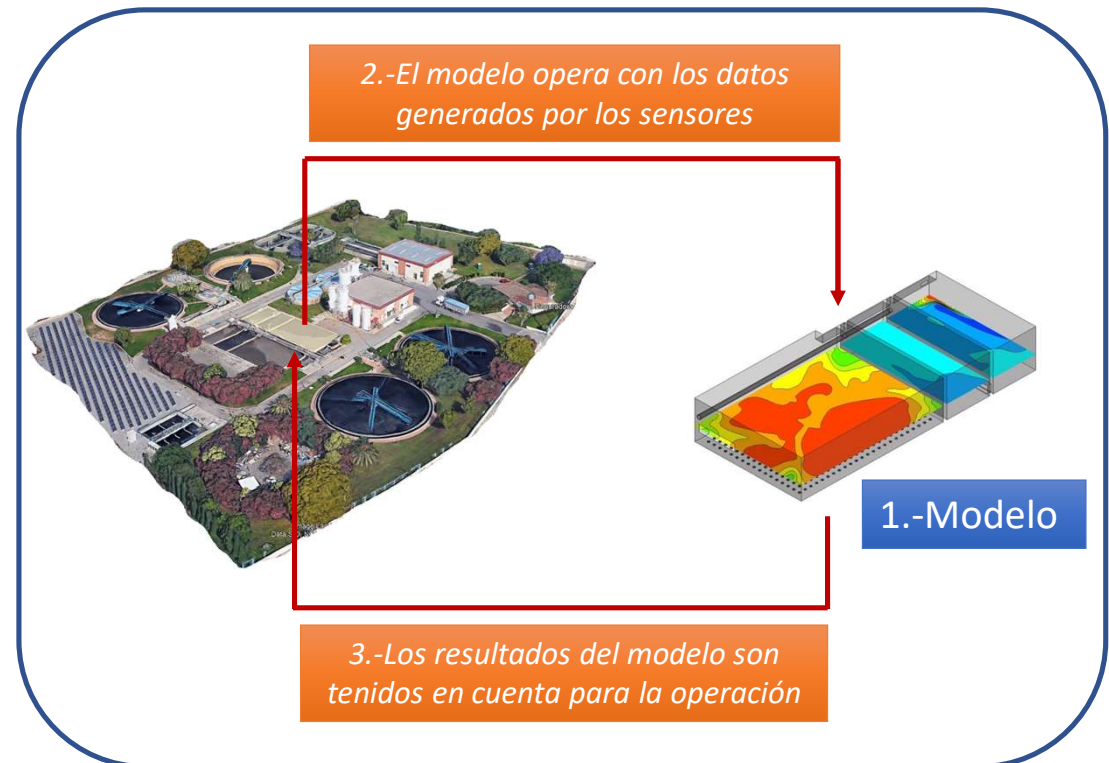 2.-El modelo opera con los datos
generados por los sensores
1.-Modelo
3.-Los resultados del modelo son
tenidos en cuenta para la operación